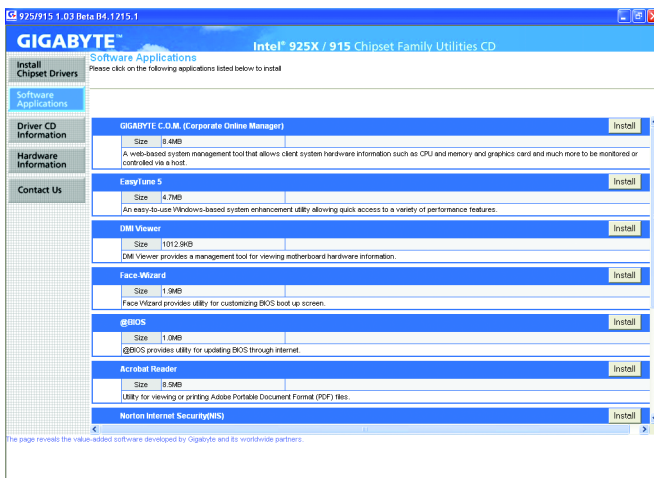 925/915 1.03 Beta B4.1215.1
GIGABYTE™
Intel® 925X / 915 Chipset Family Utilities CD
Install
Chipset Drivers
Software
Applications
Driver CD
Information
Hardware
Information
Contact Us
Software Applications
Please click on the following applications listed below to install
GIGABYTE C.O.M. (Corporate Online Manager) Install
Size 8.4MB
A web-based system management tool that allows client system hardware information such as CPU and memory and graphics card and much more to be monitored or
controlled via a host.
EasyTune 5 Install
Size 4.7MB
An easy-to-use Windows-based system enhancement utility allowing quick access to a variety of performance features.
DMI Viewer Install
Size 1012.9KB
DMI Viewer provides a management tool for viewing motherboard hardware information.
Face-Wizard Install
Size 1.9MB
Face Wizard provides utility for customizing BIOS boot up screen.
@BIOS Install
Size 1.0MB
@BIOS provides utility for updating BIOS through internet.
Acrobat Reader Install
Size 8.5MB
Utility for viewing or printing Adobe Portable Document Format (PDF) files.
Norton Internet Security(NIS) Install
The page reveals the value-added software developed by Gigabyte and its worldwide partners.